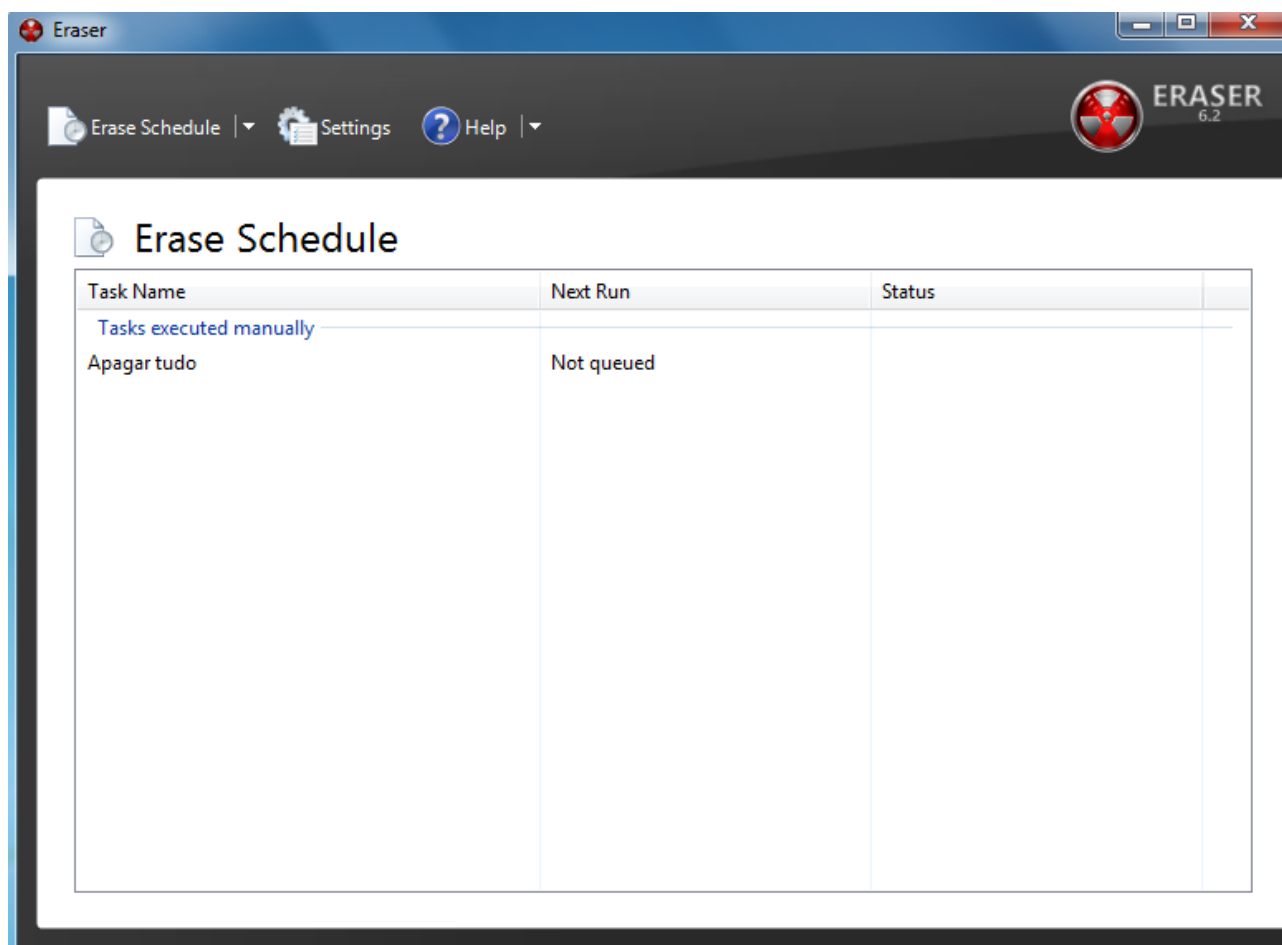 Eraser
Erase Schedule Settings Help
ERASER
6.2
Erase Schedule
Task Name Next Run Status
Tasks executed manually
Apagar tudo Not queued